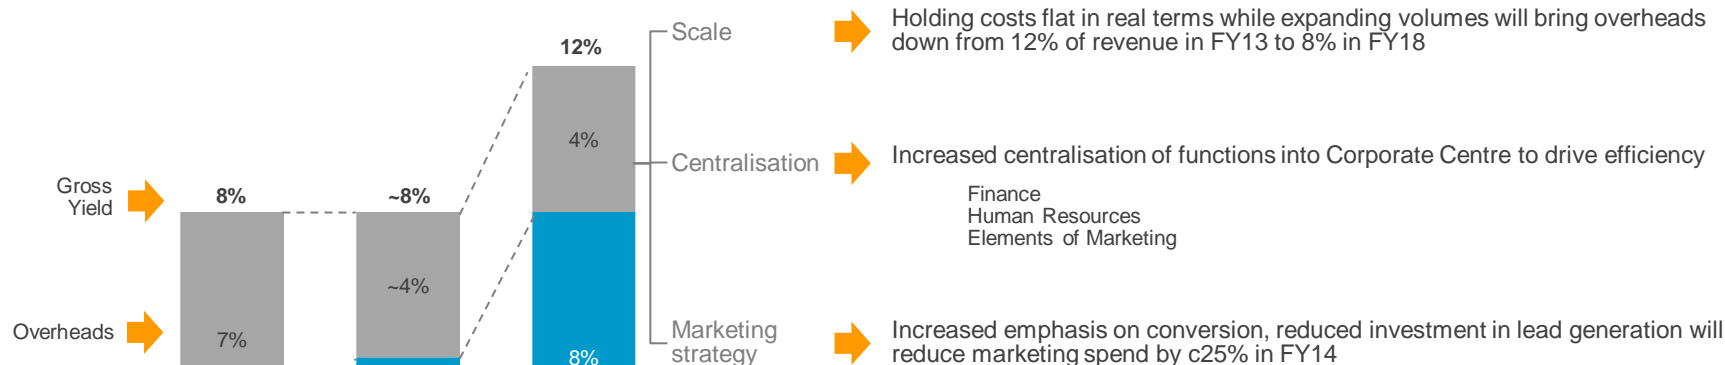 12%
4%
8%
8%
~8%
~4%
7%
Gross
Yield
Overheads
Scale
Holding costs flat in real terms while expanding volumes will bring overheads
down from 12% of revenue in FY13 to 8% in FY18
Centralisation
Increased centralisation of functions into Corporate Centre to drive efficiency
Finance
Human Resources
Elements of Marketing
Marketing
strategy
Increased emphasis on conversion, reduced investment in lead generation will
reduce marketing spend by c25% in FY14